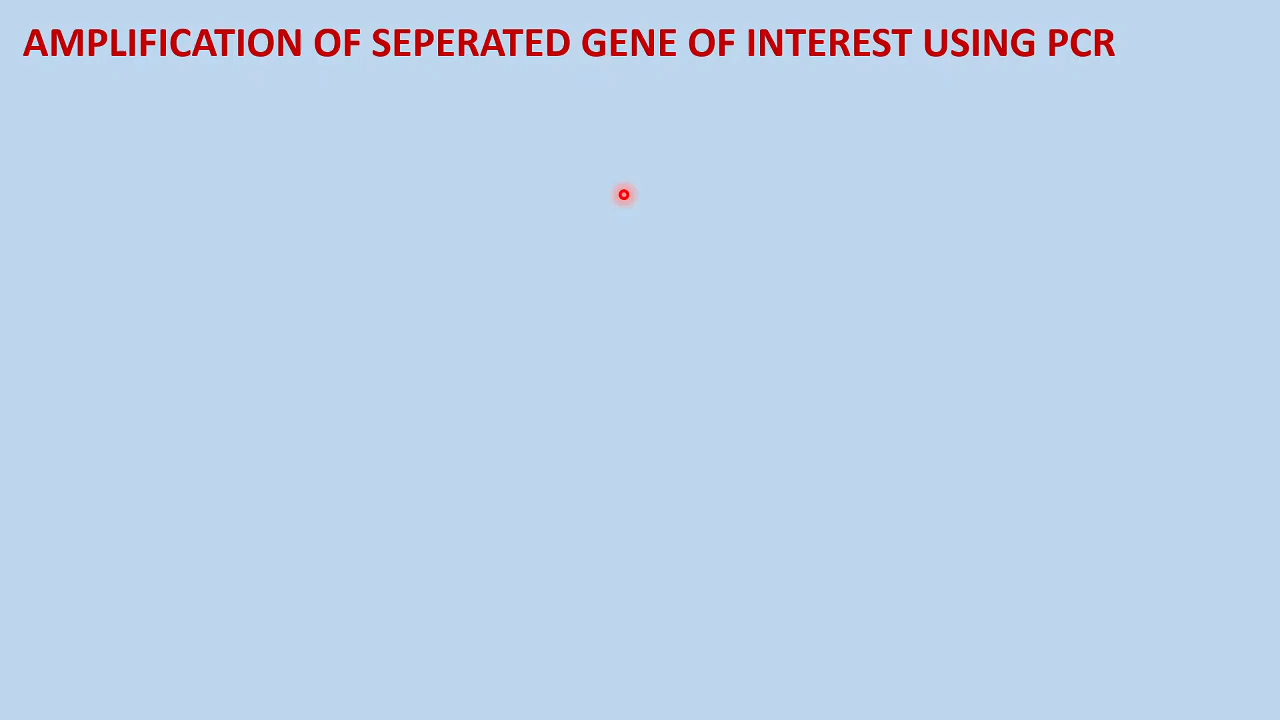 AMPLIFICATION OF SEPERATED GENE OF INTEREST USING PCR